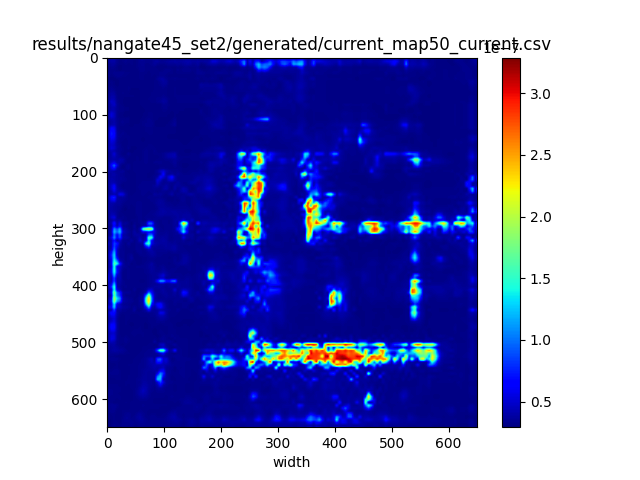 results/nangate45_set2/generated/current_map50_current.csv
1e−7
0
100
200
300
400
500
600
height
0 100 200 300 400 500 600
width
3.0
2.5
2.0
1.5
1.0
0.5